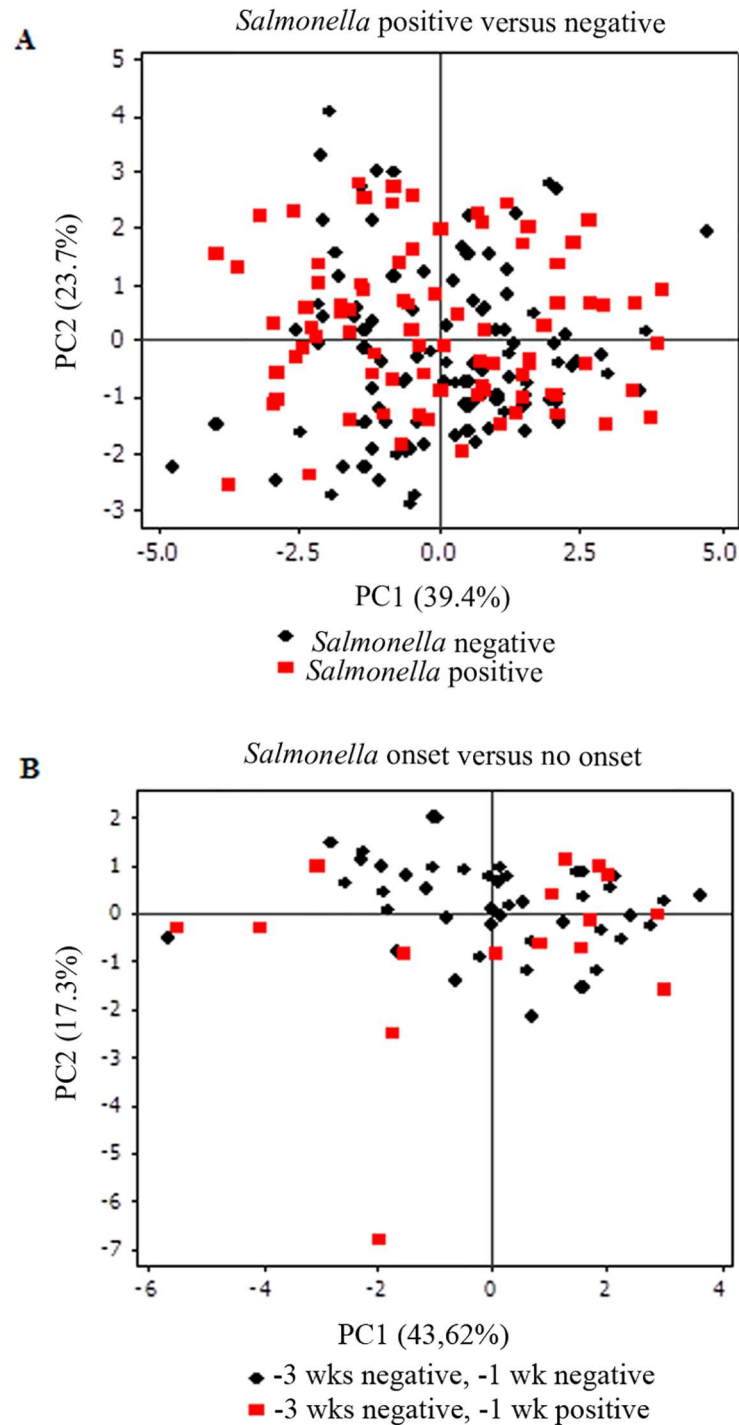 A
Salmonella positive versus negative
5
4
3
2
1
0
-1
-2
-3
PC2 (23.7%)
-5.0 -2.5 0.0 2.5 5.0
PC1 (39.4%)
Salmonella negative
Salmonella positive
B
Salmonella onset versus no onset
2
1
0
-1
-2
-3
-4
-5
-6
-7
PC2 (17.3%)
-6 -4 -2 0 2 4
PC1 (43,62%)
-3 wks negative, -1 wk negative
-3 wks negative, -1 wk positive